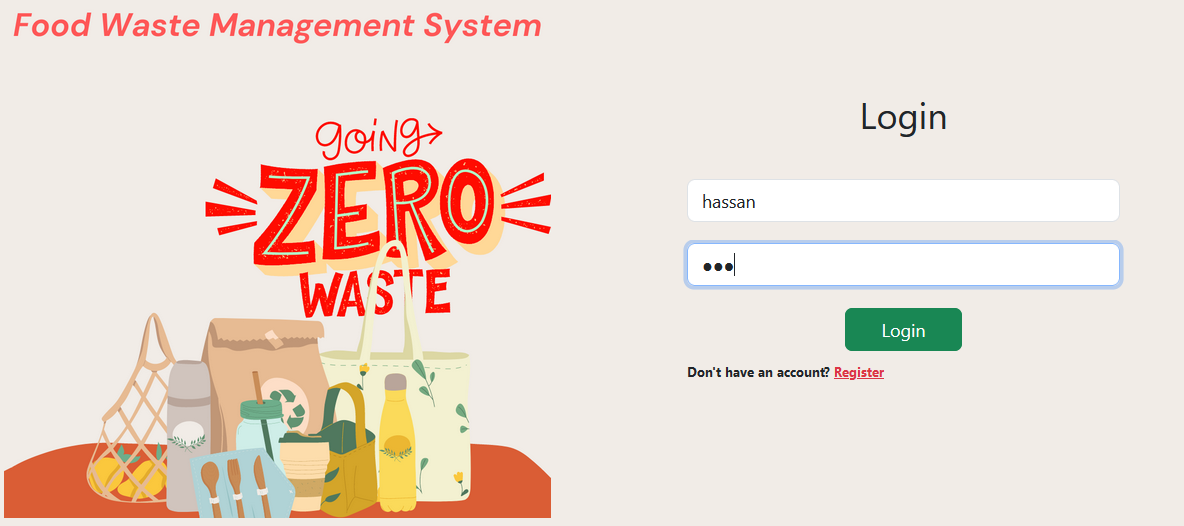 Food Waste Management System
going
ZERO
WASTE
Login
hassan
●●●
Login
Don't have an account? Register